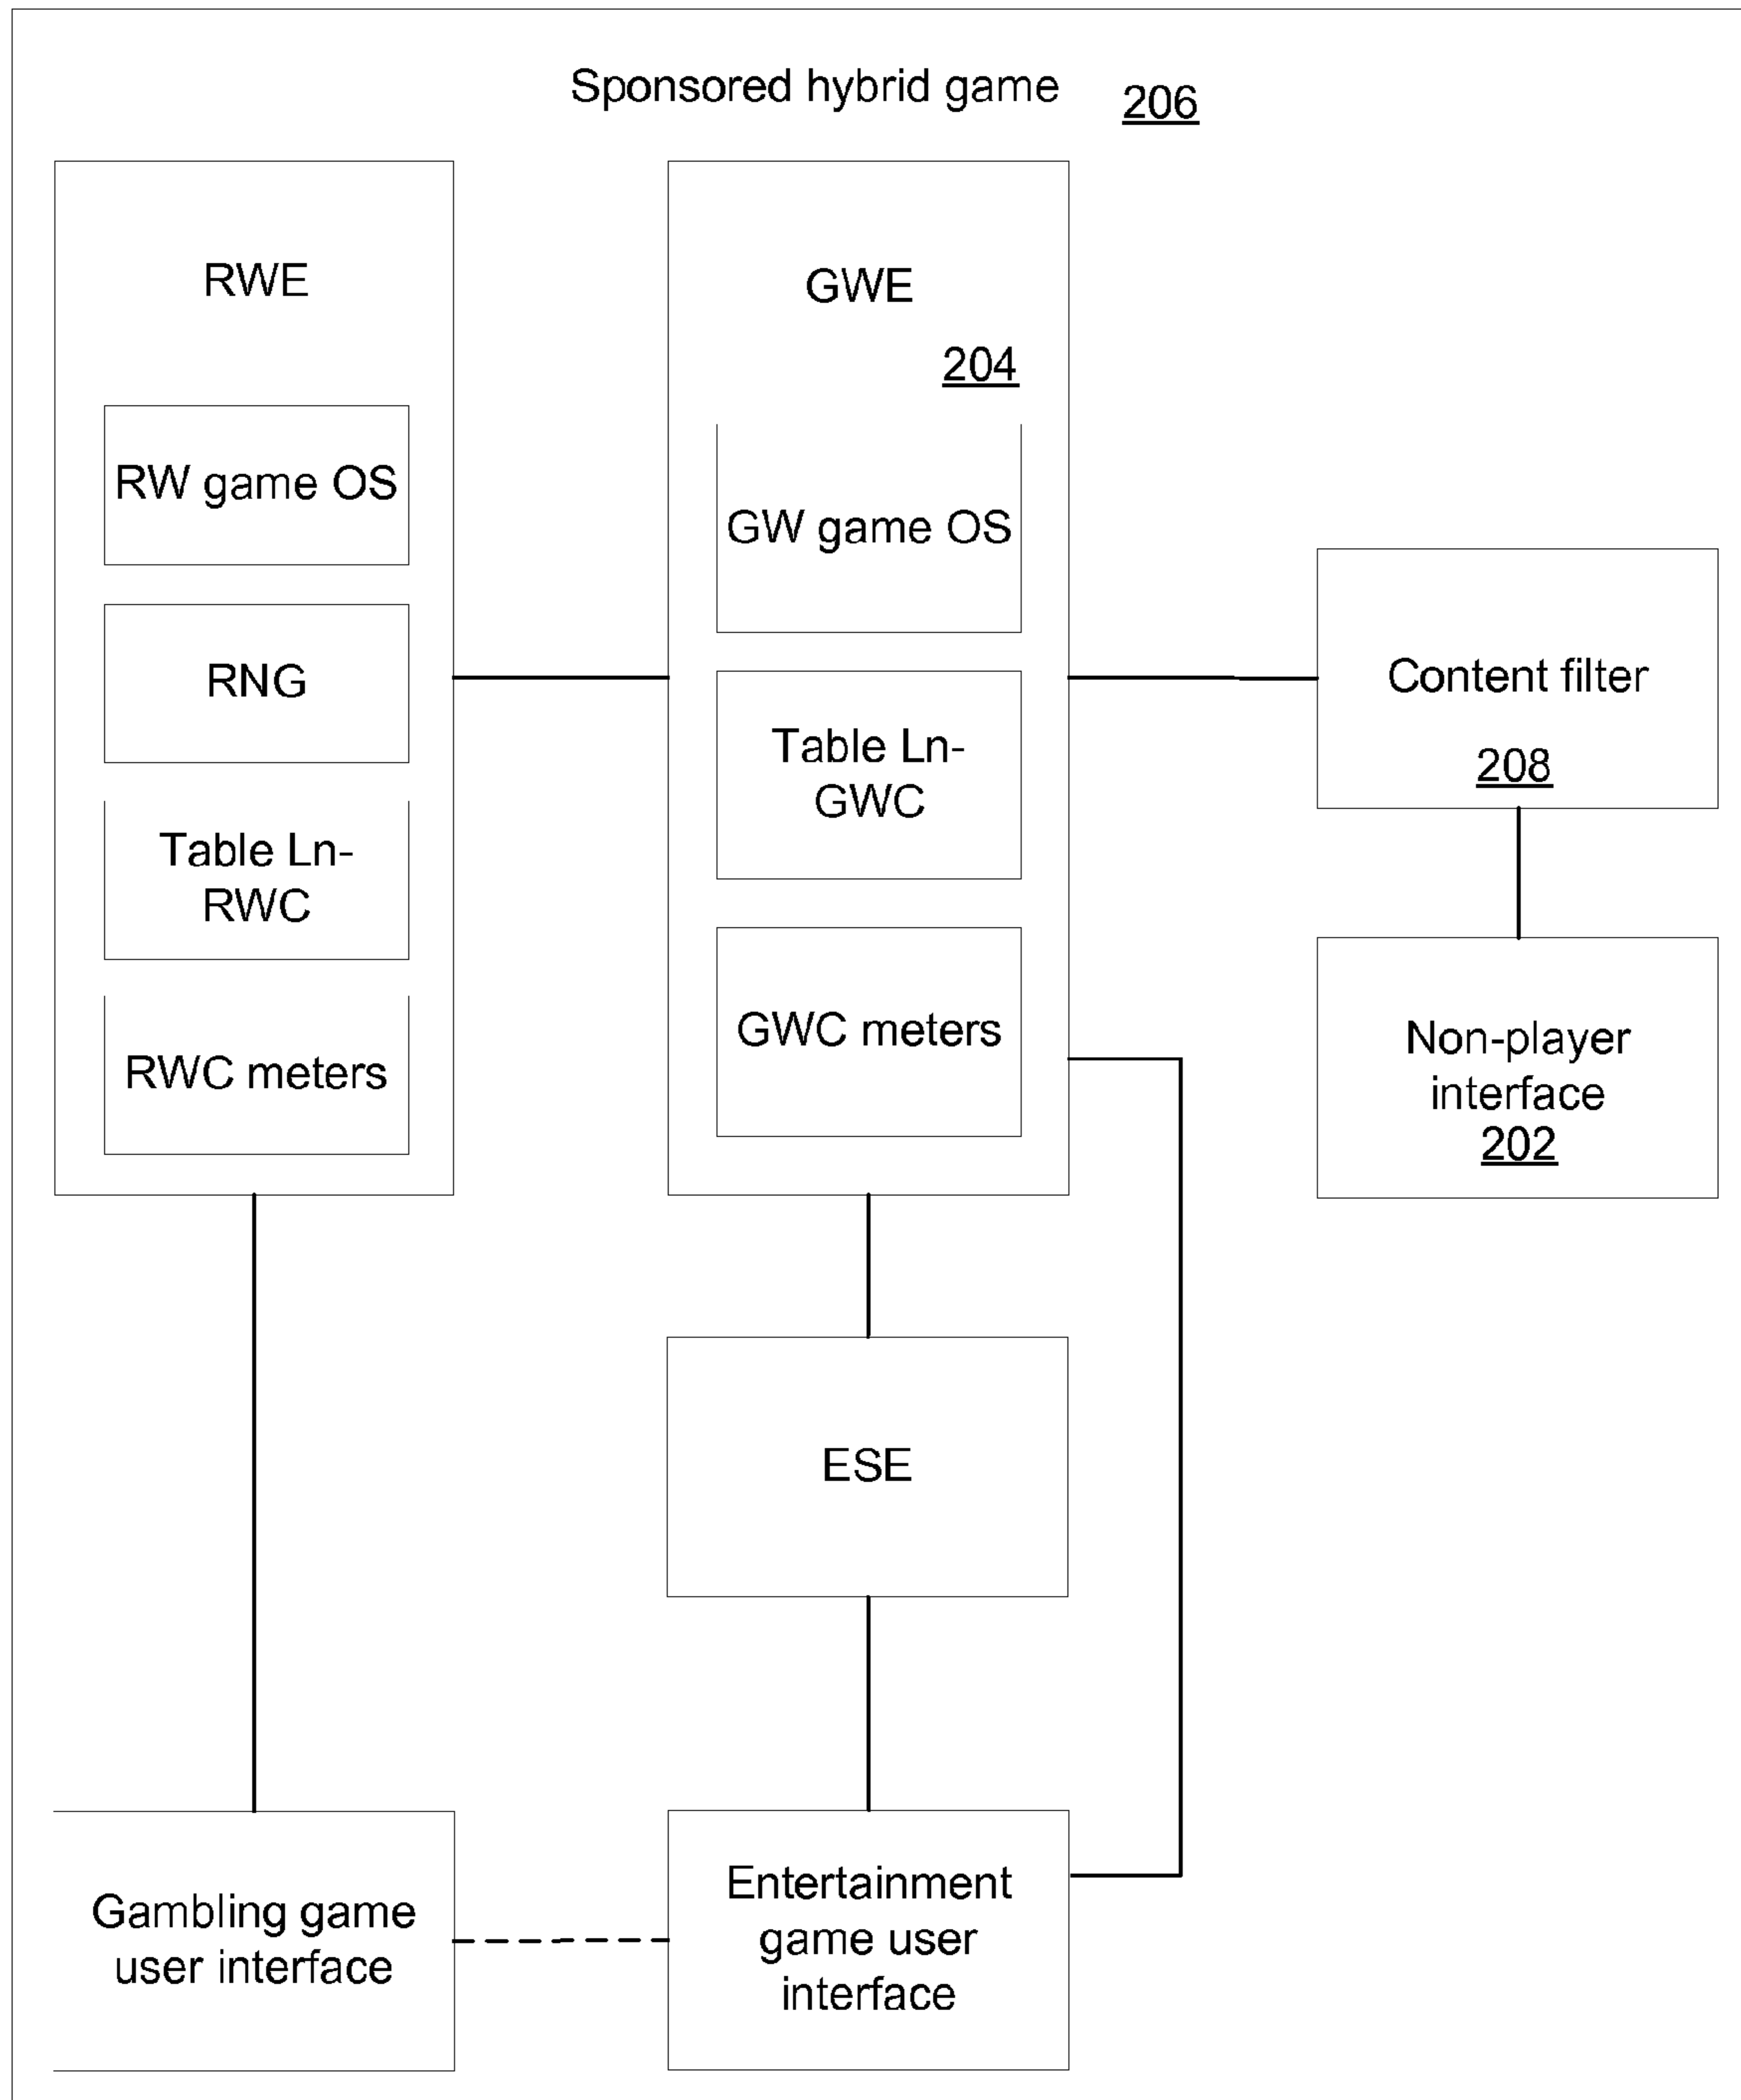 Sponsored hybrid game 206
RWE
RW game OS
RNG
Table Ln-
RWC
RWC meters
GWE
204
GW game OS
Table Ln-
GWC
GWC meters
Content filter
208
Non-player
interface
202
ESE
Gambling game
user interface
Entertainment
game user
interface